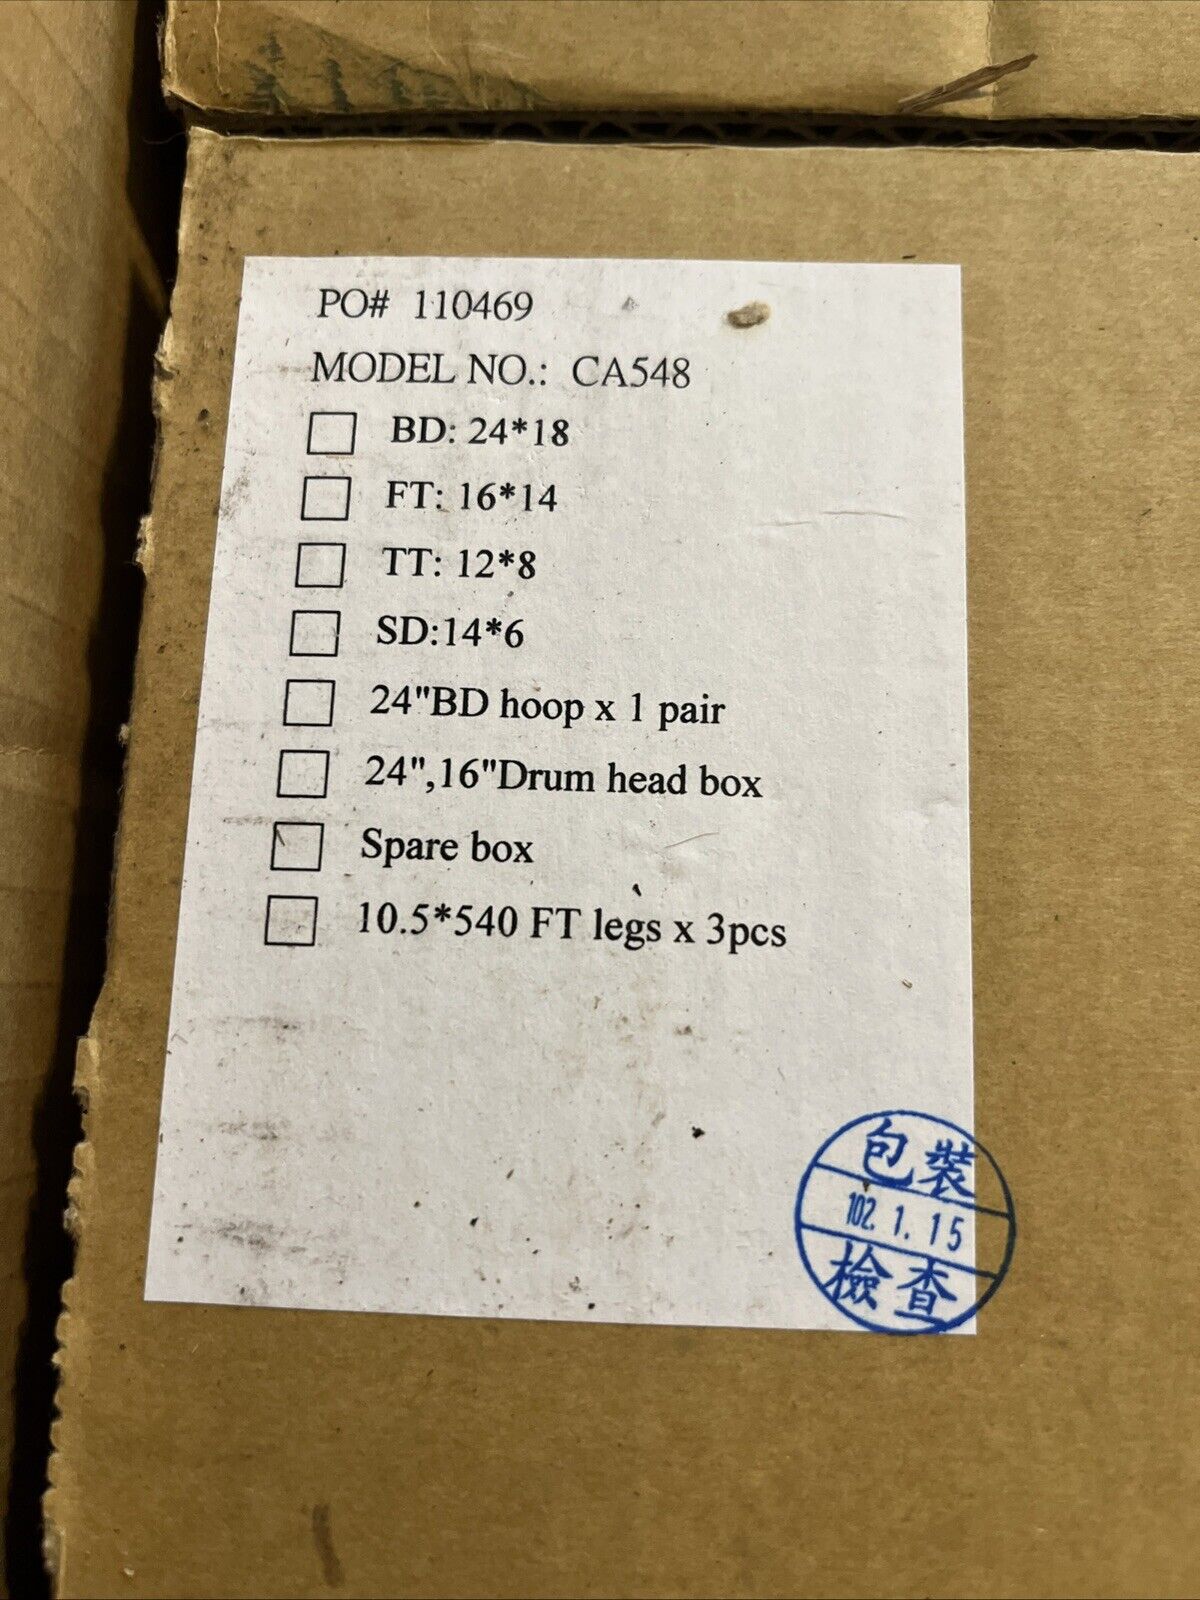 PO# 110469
MODEL NO.: CA548
BD: 24*18
FT: 16*14
TT: 12*8
SD:14*6
24"BD hoop x 1 pair
24",16"Drum head box
Spare box
10.5*540 FT legs x 3pcs
包裝
102. 1. 15
檢查